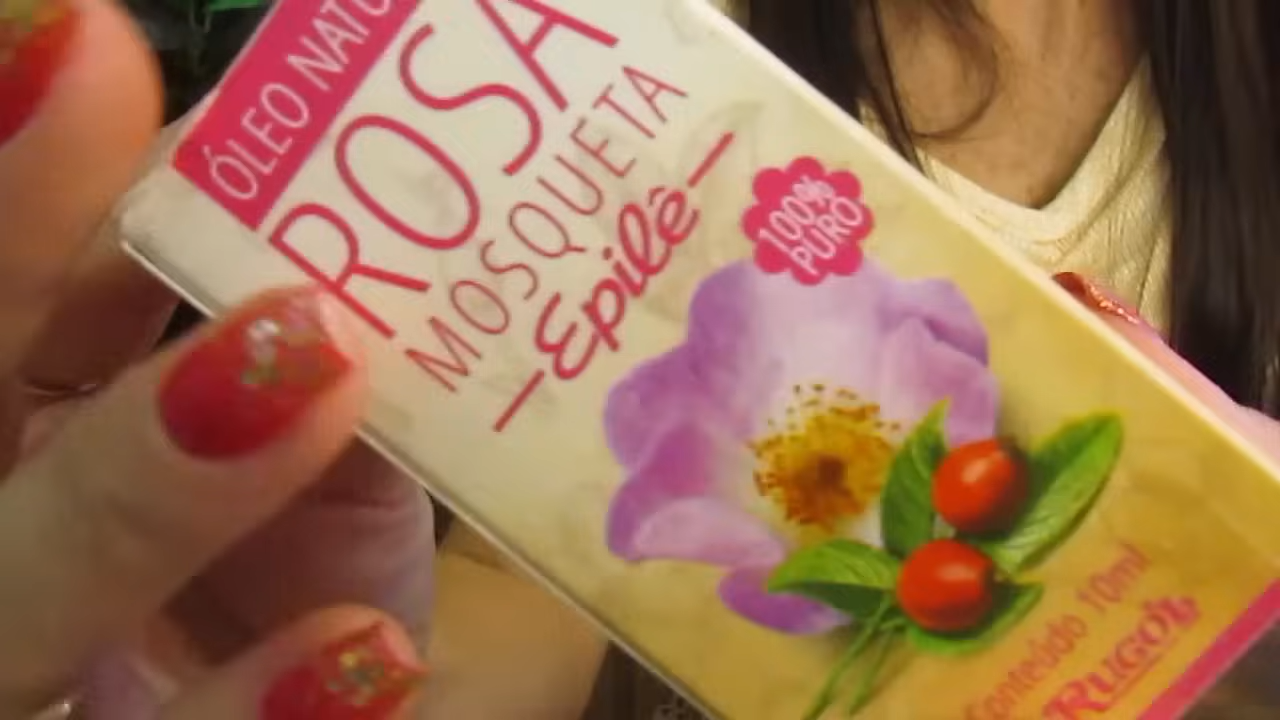 ÓLEO NATU
ROSA
MOSQUETA
Epilê
100%
PURO
Conteúdo 10ml
RUGOL